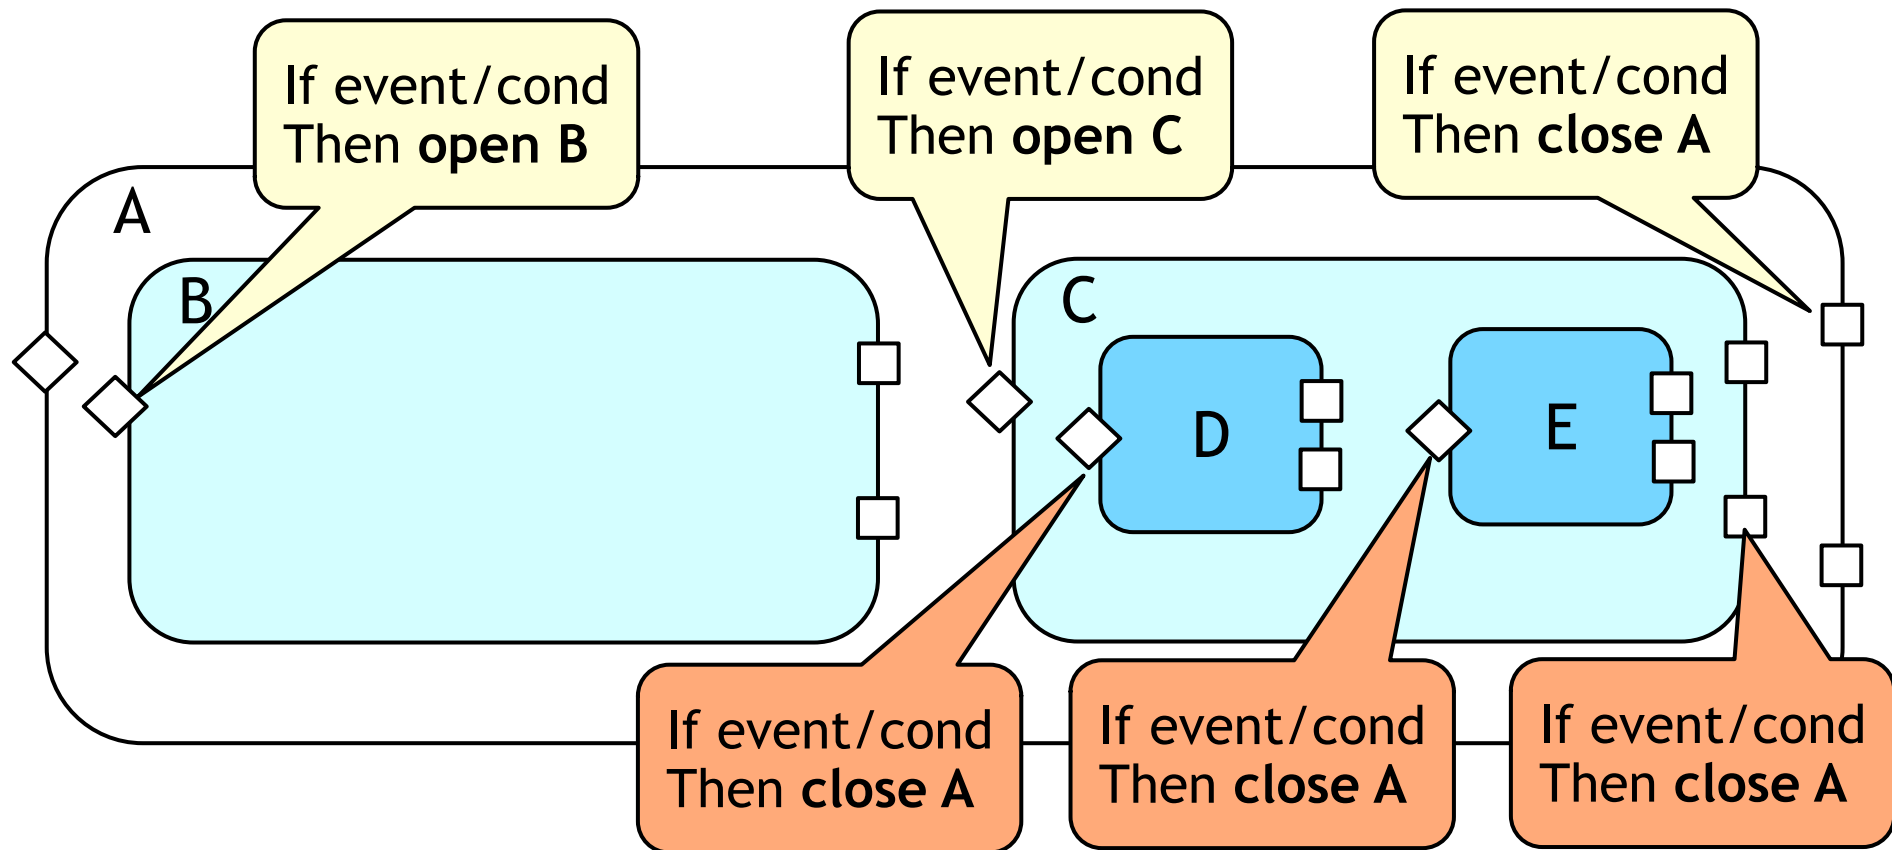 If event/cond
Then open B
If event/cond
Then open C
If event/cond
Then close A
A
B
C
D
E
If event/cond
Then close A
If event/cond
Then close A
If event/cond
Then close A